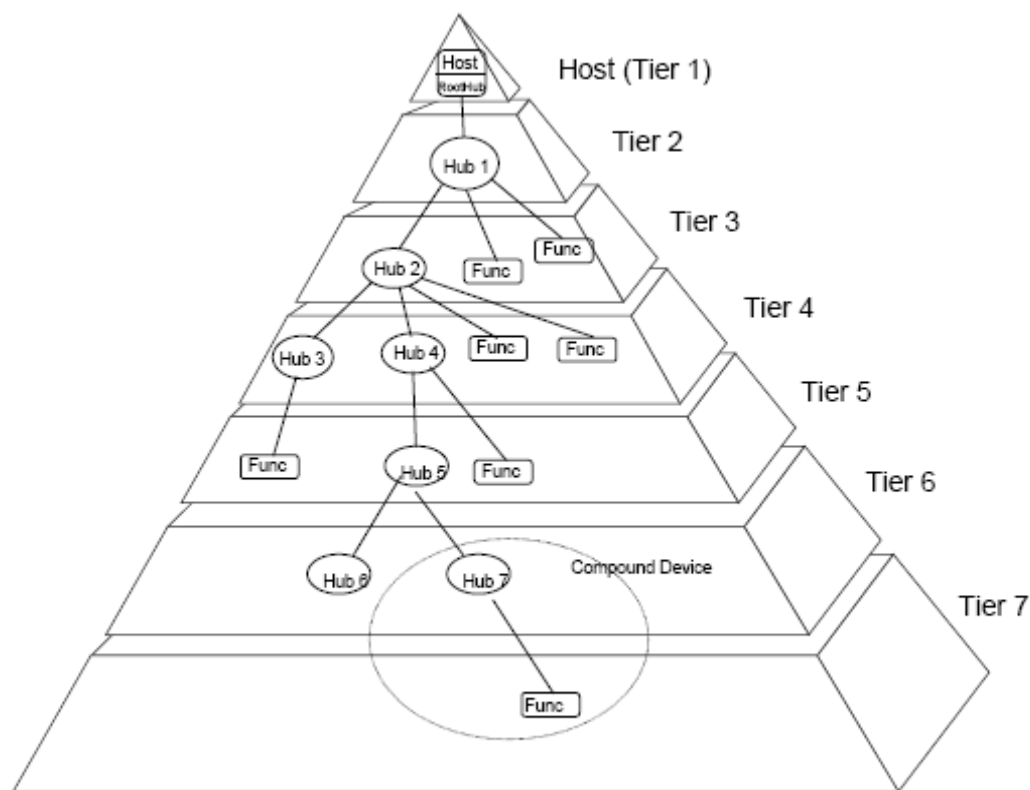 Host
RootHub
Host (Tier 1)
Tier 2
Hub 1
Tier 3
Func
Func
Hub 2
Tier 4
Hub 3
Hub 4
Func
Func
Tier 5
Func
Hub 5
Func
Tier 6
Hub 6
Hub 7
Compound Device
Tier 7
Func